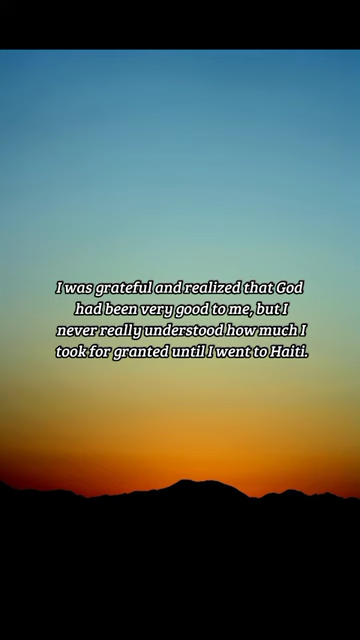 I was grateful and realized that God
had been very good to me, but I
never really understood how much I
took for granted until I went to Haiti.